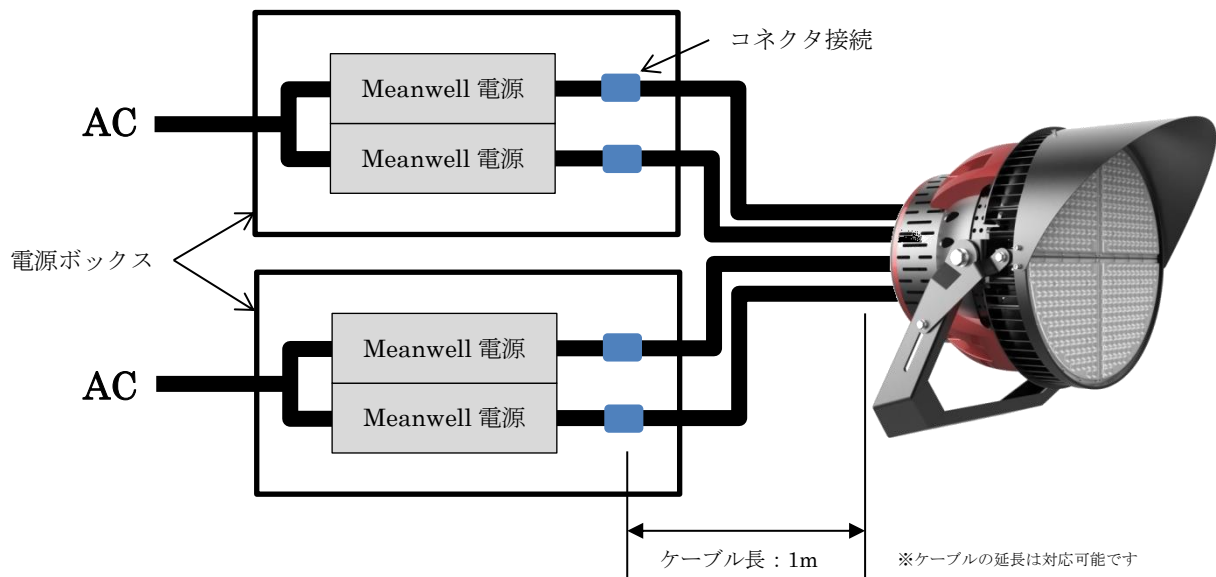 コネクタ接続
Meanwell 電源
AC
Meanwell 電源
電源ボックス
Meanwell 電源
AC
Meanwell 電源
ケーブル長：1m
※ケーブルの延長は対応可能です